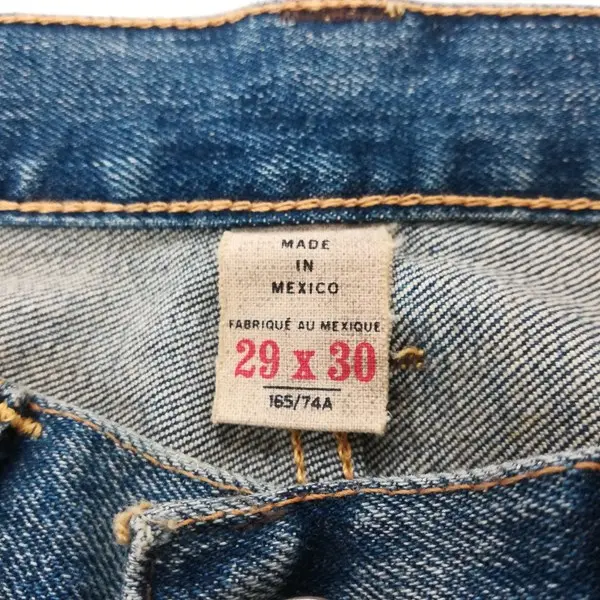 MADE
IN
MEXICO
FABRIQUÉ AU MEXIQUE
29 x 30
165/74A